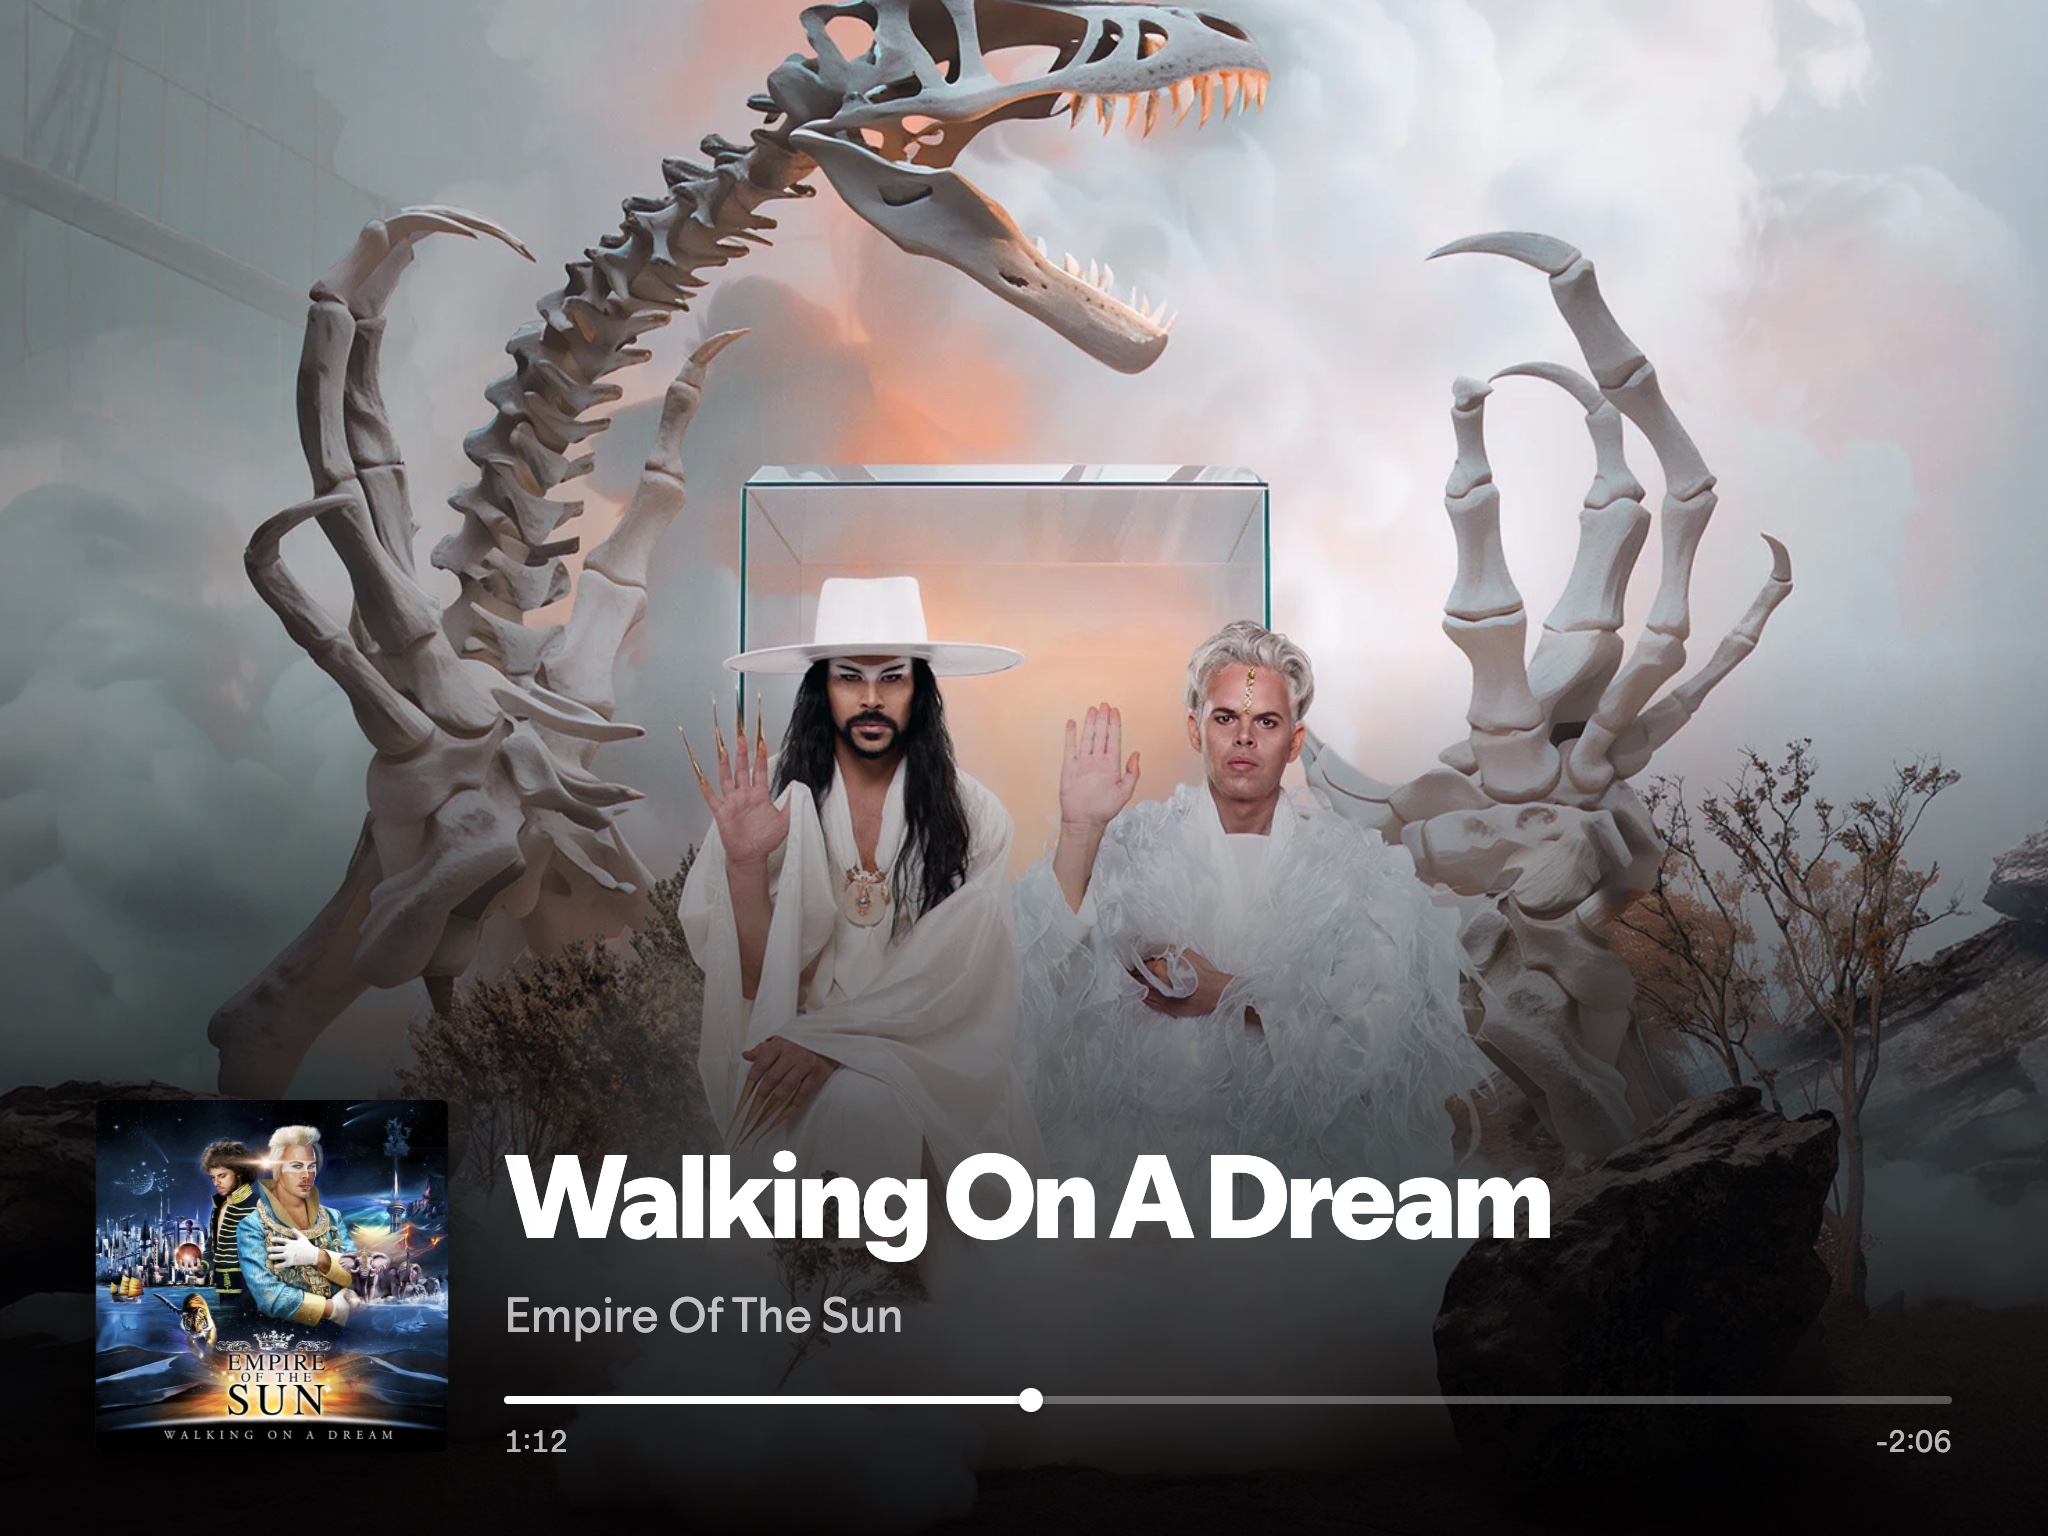 Walking On A Dream
Empire Of The Sun
1:12
-2:06
EMPIRE
OF THE
SUN
WALKING ON A DREAM